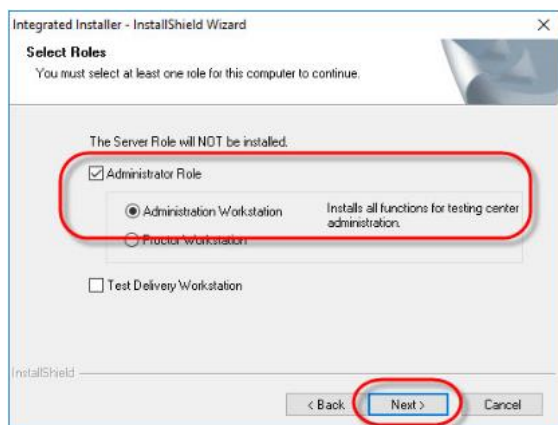 Integrated Installer - InstallShield Wizard
Select Roles
You must select at least one role for this computer to continue.
The Server Role will NOT be installed.
Administrator Role
Administration Workstation
Installs all functions for testing center
administration.
Proctor Workstation
Test Delivery Workstation
InstallShield
< Back
Next >
Cancel